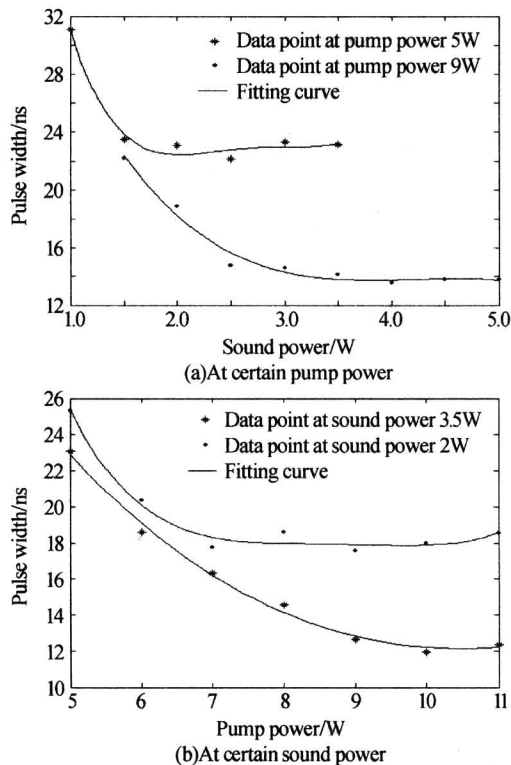 32
28
24
20
16
12
1.0
2.0
3.0
4.0
5.0
Pulse width/ns
Data point at pump power 5W
Data point at pump power 9W
Fitting curve
Sound power/W
(a)At certain pump power
26
24
22
20
18
16
14
12
10
5
6
7
8
9
10
11
Pulse width/ns
Data point at sound power 3.5W
Data point at sound power 2W
Fitting curve
Pump power/W
(b)At certain sound power